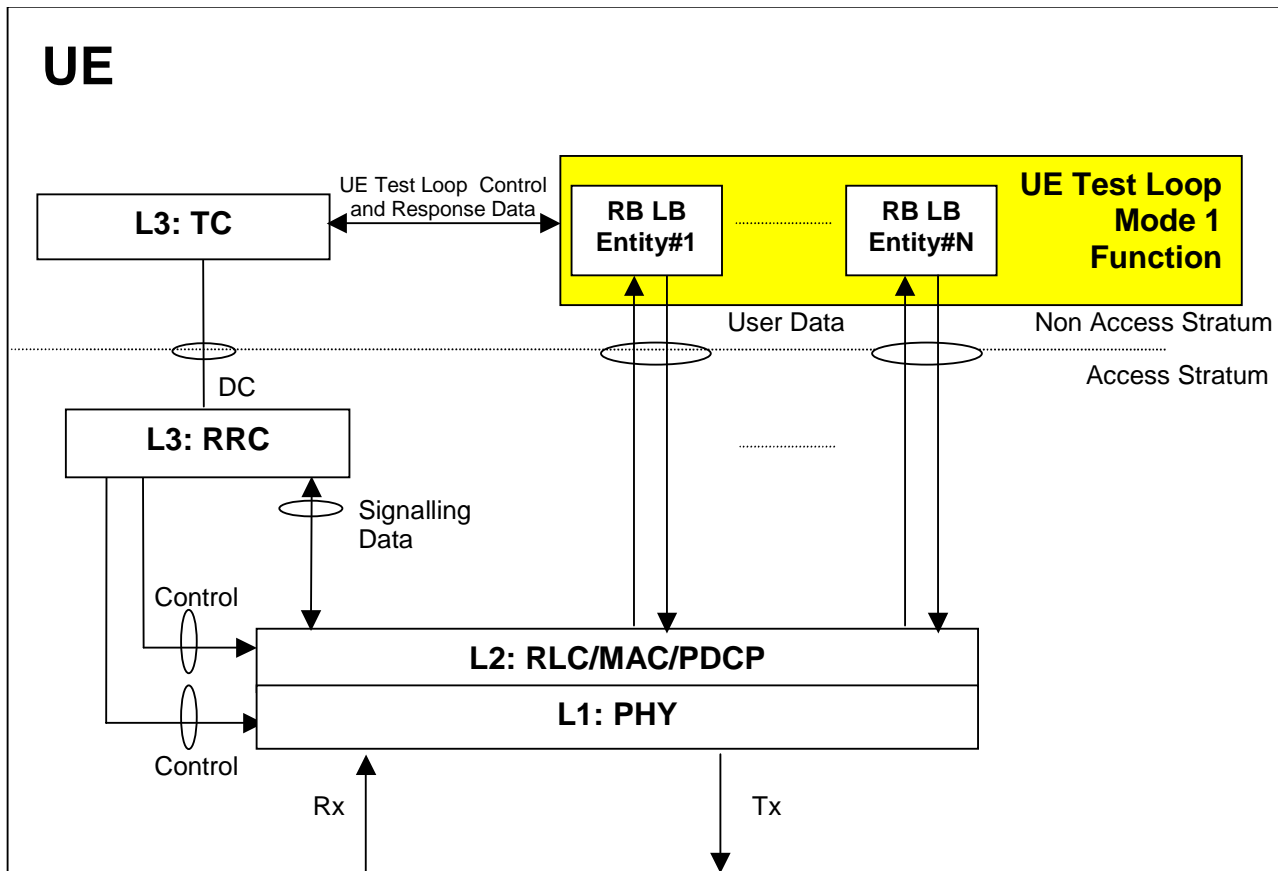 UE
UE Test Loop Control
and Response Data
L3: TC
RB LB
Entity#1
RB LB
Entity#N
UE Test Loop
Mode 1
Function
User Data
Non Access Stratum
Access Stratum
DC
L3: RRC
Signalling
Data
Control
L2: RLC/MAC/PDCP
L1: PHY
Control
Rx
Tx